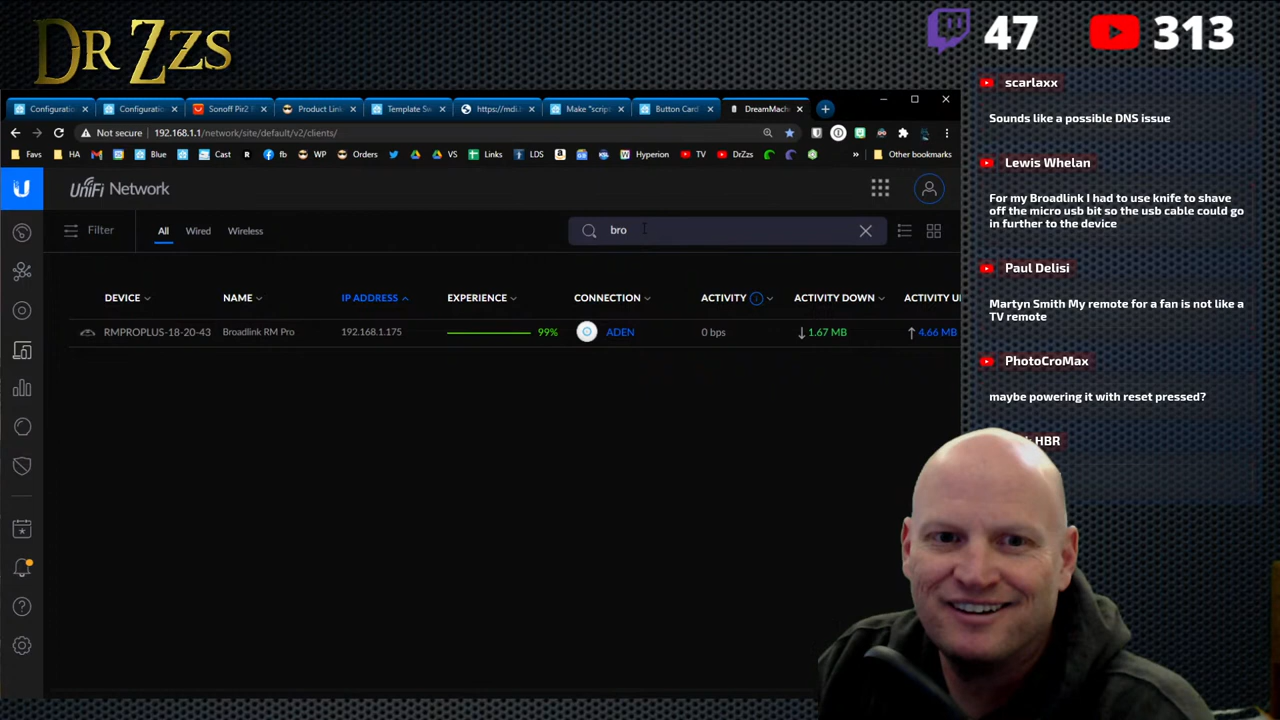 DR ZZS
47
313
Configuratio
Configuratio
Sonoff Pir2 P
Product Link
Template Sw
https://mdi.b
Make "script
Button Card
DreamMach
Not secure
192.168.1.1/network/site/default/v2/clients/
Favs
HA
Blue
Cast
fb
WP
Orders
VS
Links
LDS
Hyperion
TV
DrZzs
Other bookmarks
UniFi Network
Filter
All
Wired
Wireless
bro
DEVICE
NAME
IP ADDRESS
EXPERIENCE
CONNECTION
ACTIVITY
ACTIVITY DOWN
ACTIVITY U
RMPROPLUS-18-20-43
Broadlink RM Pro
192.168.1.175
99%
ADEN
0 bps
1.67 MB
4.66 MB
scarlaxx
Sounds like a possible DNS issue
Lewis Whelan
For my Broadlink I had to use knife to shave
off the micro usb bit so the usb cable could go
in further to the device
Paul Delisi
Martyn Smith My remote for a fan is not like a
TV remote
PhotoCroMax
maybe powering it with reset pressed?
HBR